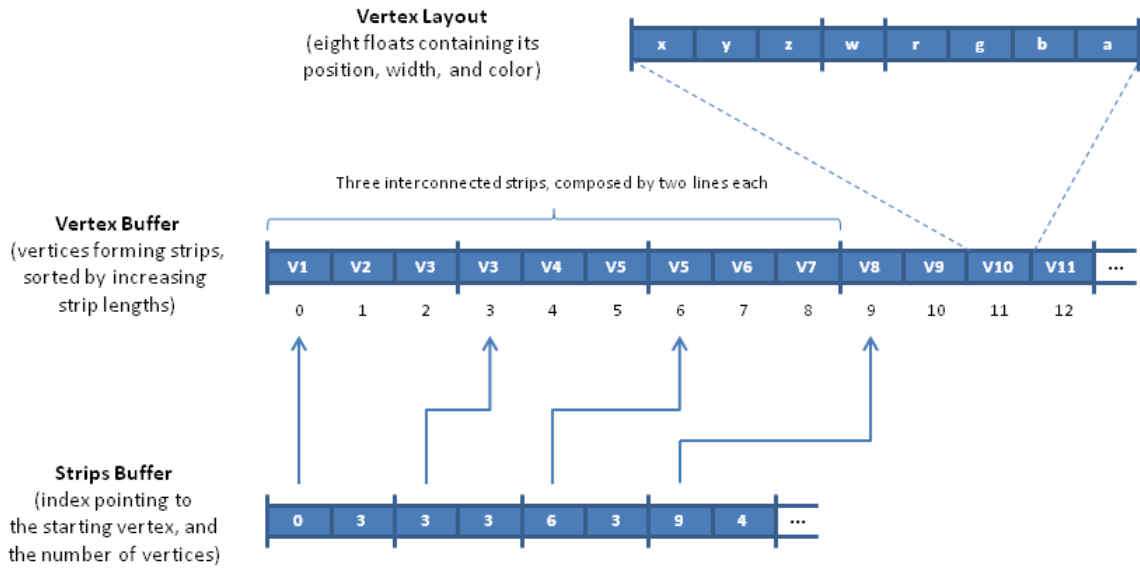 Vertex Layout
(eight floats containing its
position, width, and color)
x y z w r g b a
Three interconnected strips, composed by two lines each
Vertex Buffer
(vertices forming strips,
sorted by increasing
strip lengths)
V1 V2 V3 V3 V4 V5 V5 V6 V7 V8 V9 V10 V11 ...
0 1 2 3 4 5 6 7 8 9 10 11 12
Strips Buffer
(index pointing to
the starting vertex, and
the number of vertices)
0 3 3 3 6 3 9 4 ...